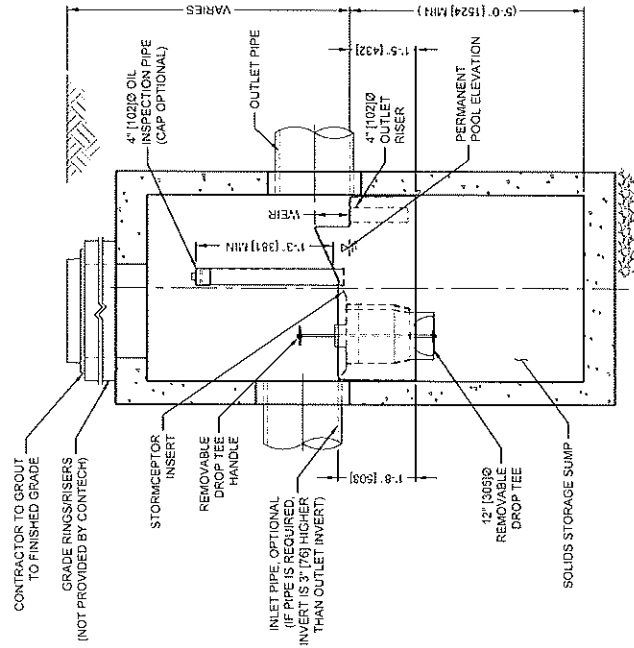 CONTRACTOR TO GROUT
TO FINISHED GRADE
GRADE RINGS/RISERS
(NOT PROVIDED BY CONTECH)
STORMCEPTOR
INSERT
REMOVABLE
DROP TEE
HANDLE
INLET PIPE, OPTIONAL
(IF PIPE IS REQUIRED,
INVERT IS 3" [76] HIGHER
THAN OUTLET INVERT)
1'-8" [508]
12" [305]Ø
REMOVABLE
DROP TEE
SOLIDS STORAGE SUMP
4" [102]Ø OIL
INSPECTION PIPE
(CAP OPTIONAL)
OUTLET PIPE
WEIR
1'-3" [381] MIN
4" [102]Ø
OUTLET
RISER
PERMANENT
POOL ELEVATION
VARIES
1'-5" [432]
(5'-0" [1524] MIN )